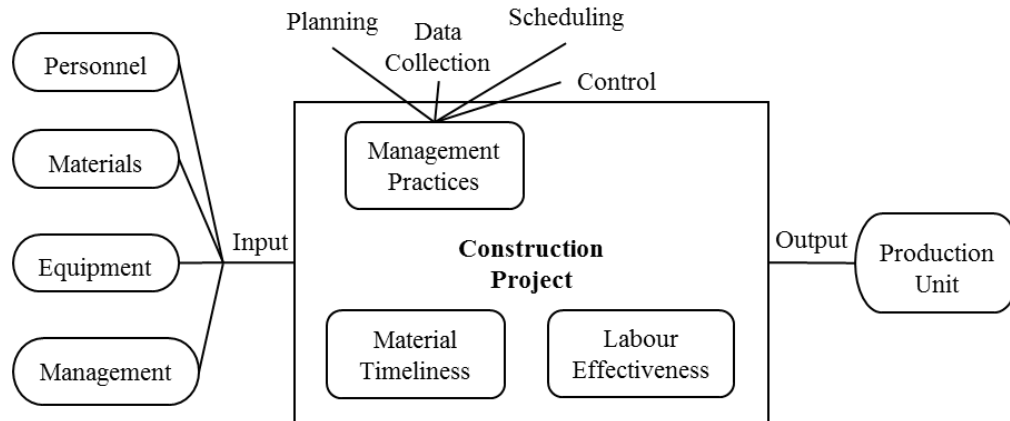 Planning
Data
Collection
Scheduling
Control
Personnel
Materials
Equipment
Management
Input
Management
Practices
Construction
Project
Material
Timeliness
Labour
Effectiveness
Output
Production
Unit